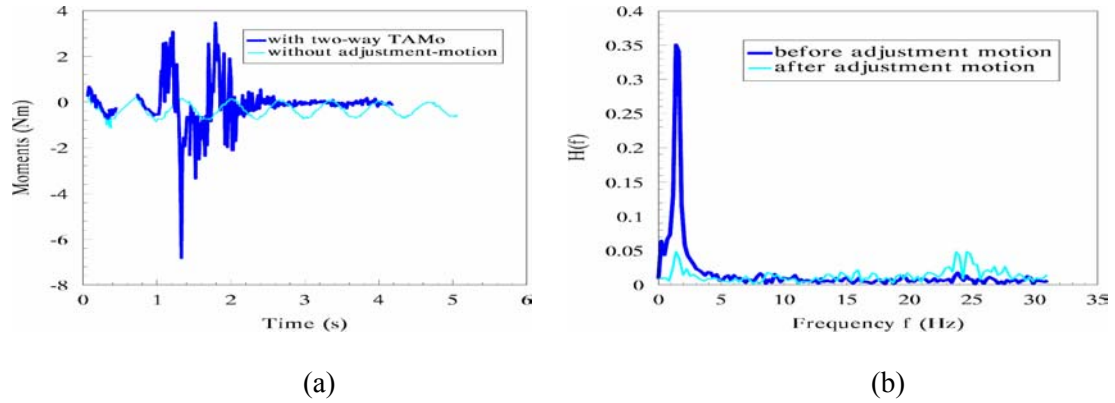 4
2
0
-2
-4
-6
-8
Moments (Nm)
with two-way TAMo
without adjustment-motion
0 1 2 3 4 5 6
Time (s)
(a)
0.4
0.35
0.3
0.25
0.2
0.15
0.1
0.05
0
H(f)
before adjustment motion
after adjustment motion
0 5 10 15 20 25 30 35
Frequency f (Hz)
(b)